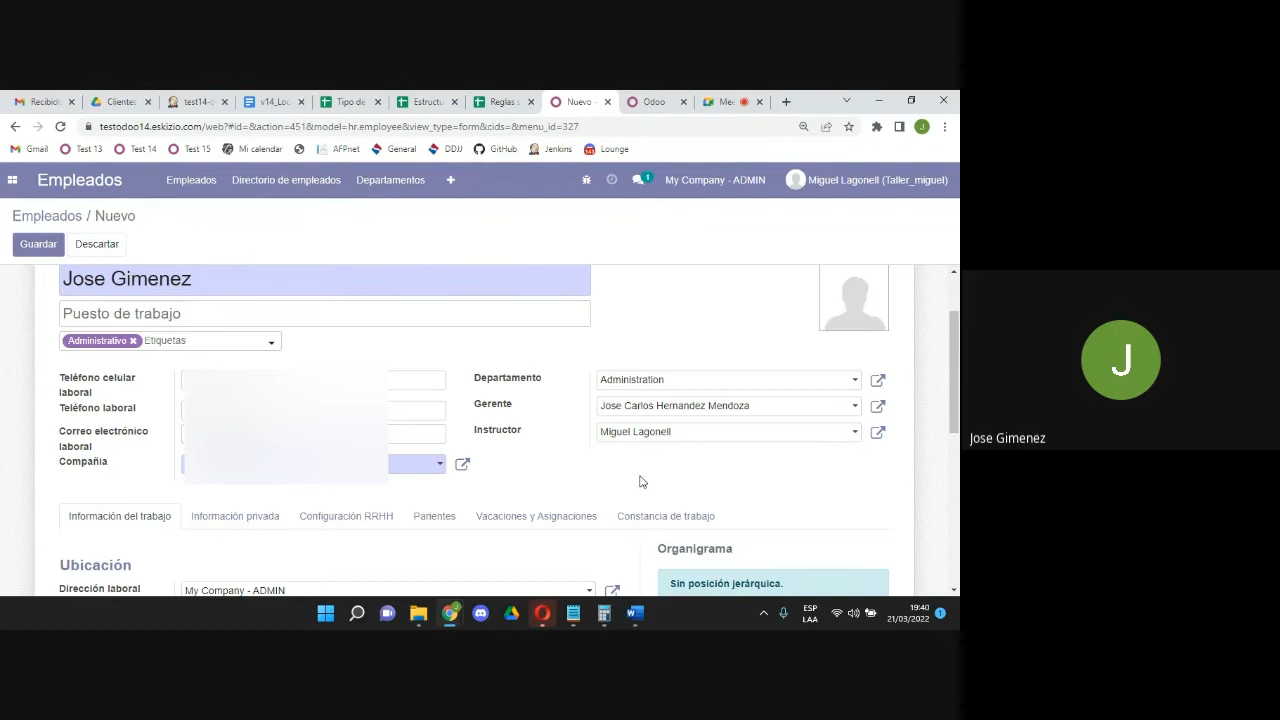 Recibid
Clientes
test14-
v14_Loc
Tipo de
Estructu
Reglas s
Nuevo -
Odoo
Mee
testodoo14.eskizio.com/web?#id=&action=451&model=hr.employee&view_type=form&cids=&menu_id=327
J
Gmail
Test 13
Test 14
Test 15
Mi calendar
AFPnet
General
DDJJ
GitHub
Jenkins
Lounge
Empleados
Empleados
Directorio de empleados
Departamentos
1
My Company - ADMIN
Miguel Lagonell (Taller_miguel)
Empleados / Nuevo
Guardar
Descartar
Jose Gimenez
Puesto de trabajo
Administrativo
Etiquetas
Teléfono celular
laboral
Teléfono laboral
Correo electrónico
laboral
Compañia
Departamento
Administration
Gerente
Jose Carlos Hernandez Mendoza
Instructor
Miguel Lagonell
J
Jose Gimenez
Información del trabajo
Información privada
Configuración RRHH
Parientes
Vacaciones y Asignaciones
Constancia de trabajo
Ubicación
Organigrama
Dirección laboral
My Company - ADMIN
Sin posición jerárquica.
ESP
LAA
19:40
21/03/2022
1